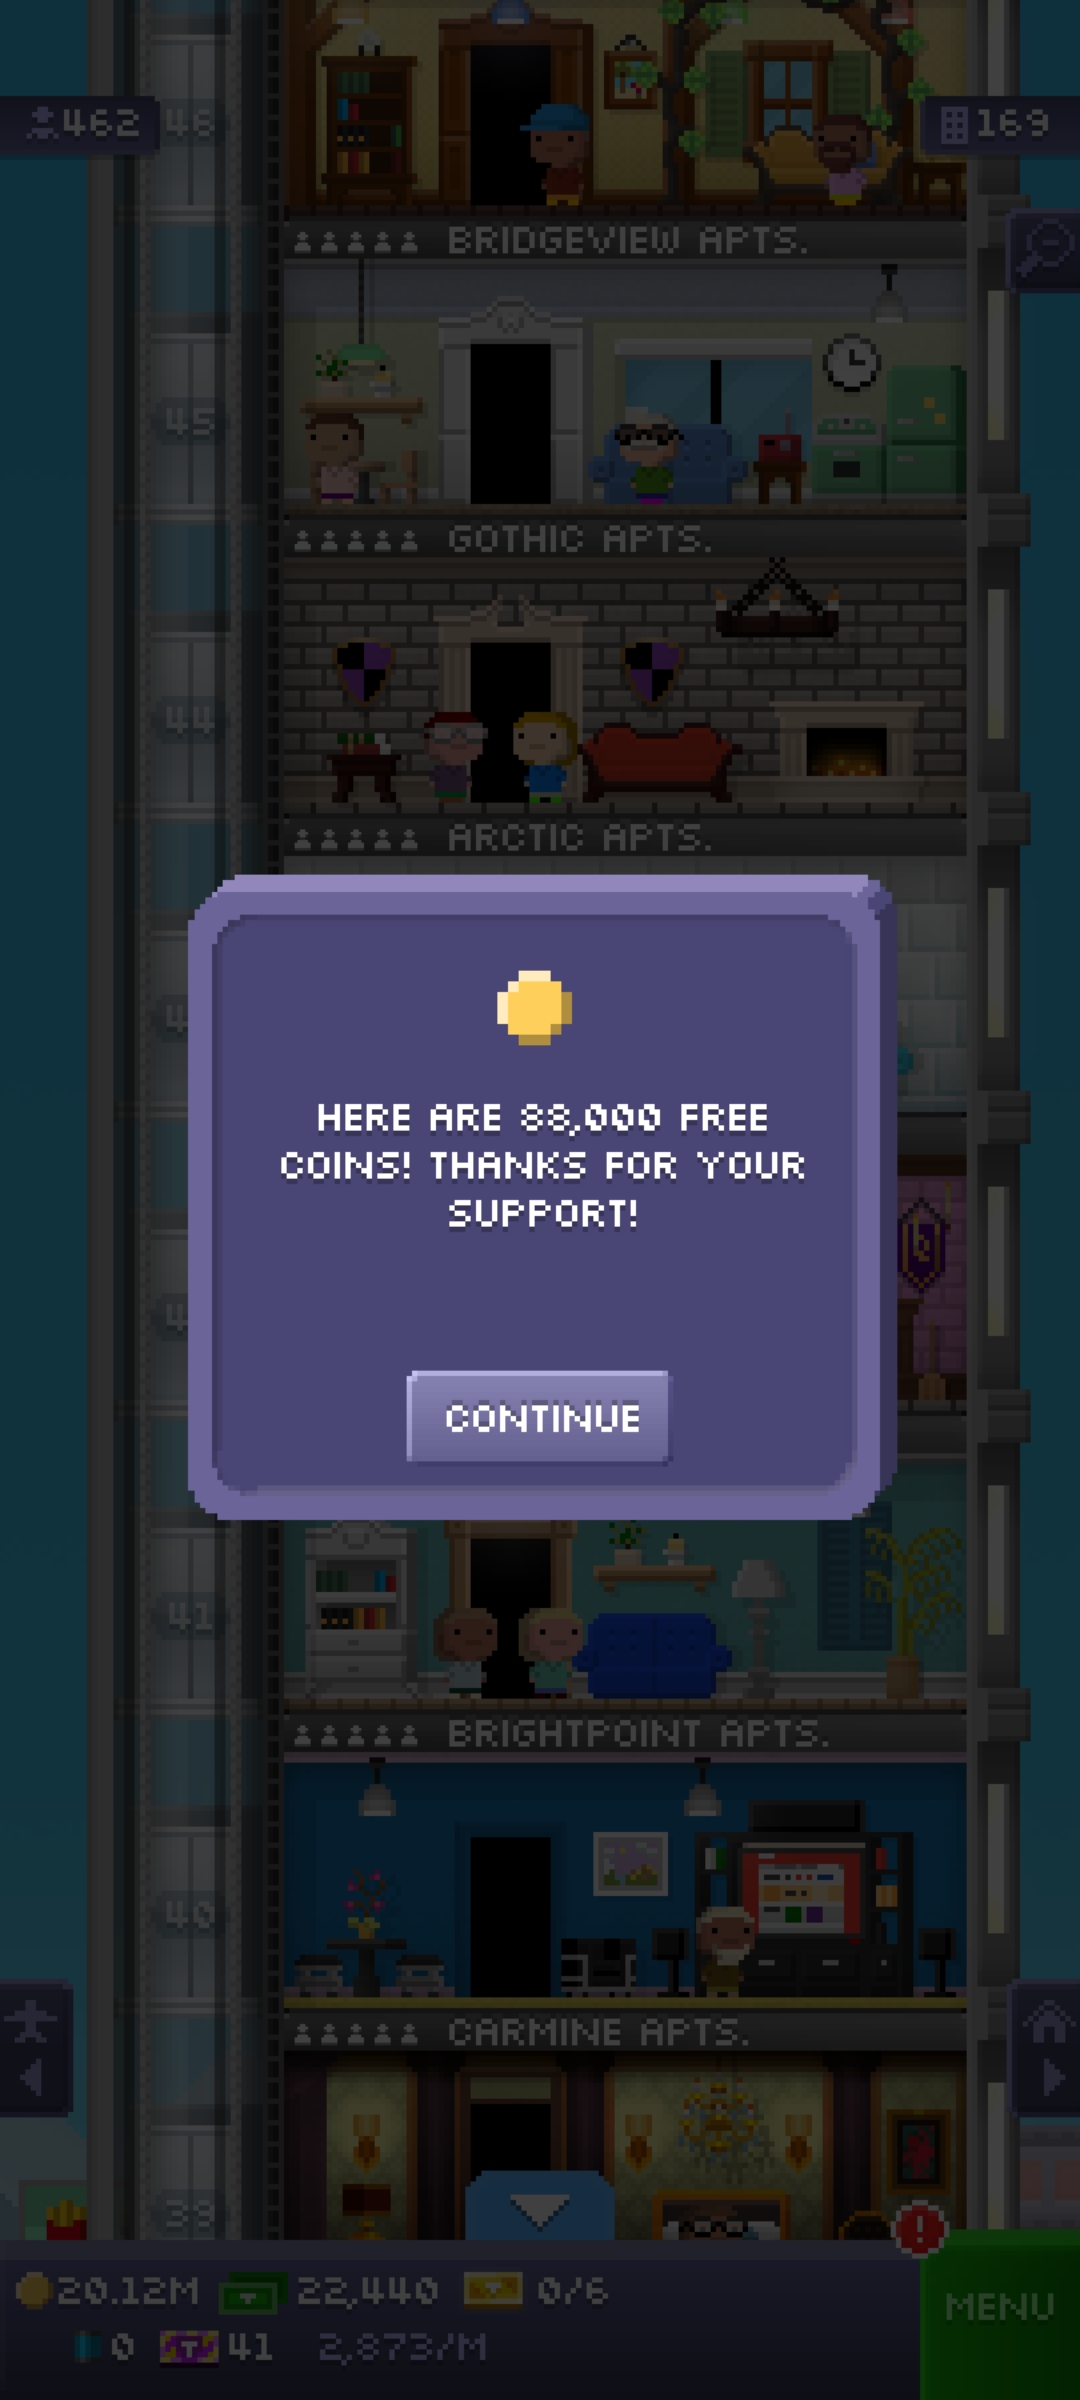 462
46
169
BRIDGEVIEW APTS.
45
GOTHIC APTS.
44
ARCTIC APTS.
HERE ARE 88,000 FREE
COINS! THANKS FOR YOUR
SUPPORT!
CONTINUE
41
BRIGHTPOINT APTS.
40
CARMINE APTS.
39
20.12M
22,440
0/6
MENU
0
41
2,873/M